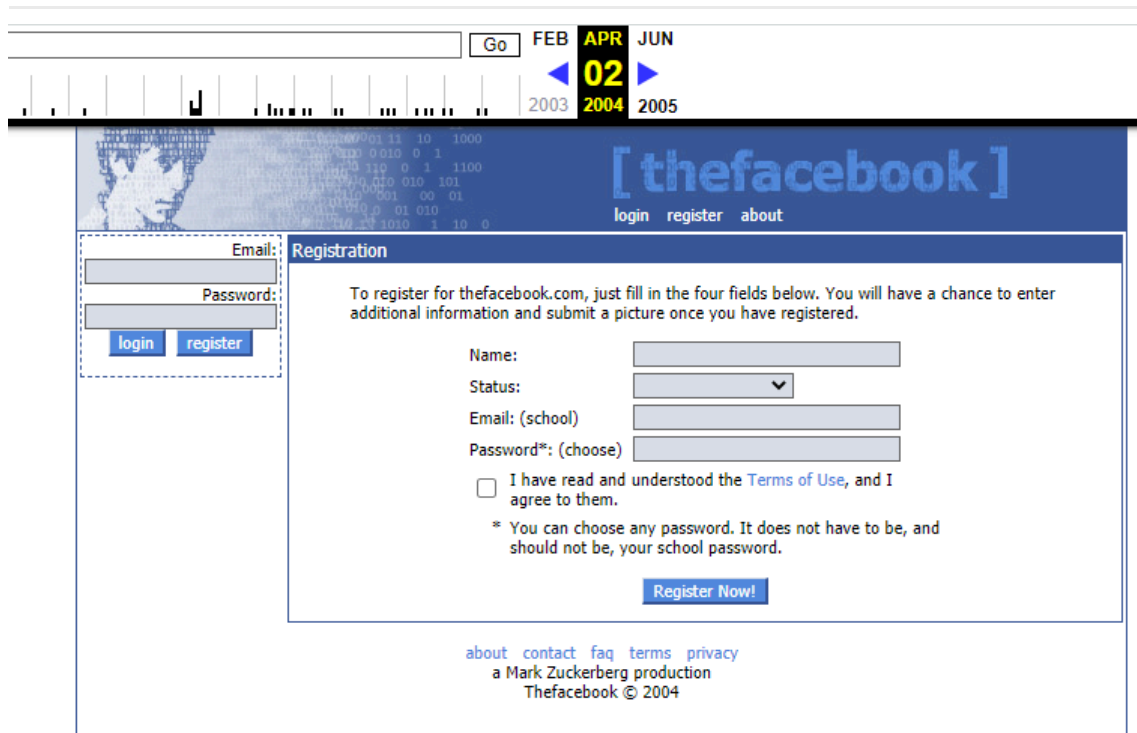 Go
FEB APR JUN
02
2003 2004 2005
[thefacebook]
login register about
Email:
Password:
login register
Registration
To register for thefacebook.com, just fill in the four fields below. You will have a chance to enter
additional information and submit a picture once you have registered.
Name:
Status:
Email: (school)
Password*: (choose)
I have read and understood the Terms of Use, and I
agree to them.
* You can choose any password. It does not have to be, and
should not be, your school password.
Register Now!
about contact faq terms privacy
a Mark Zuckerberg production
Thefacebook © 2004